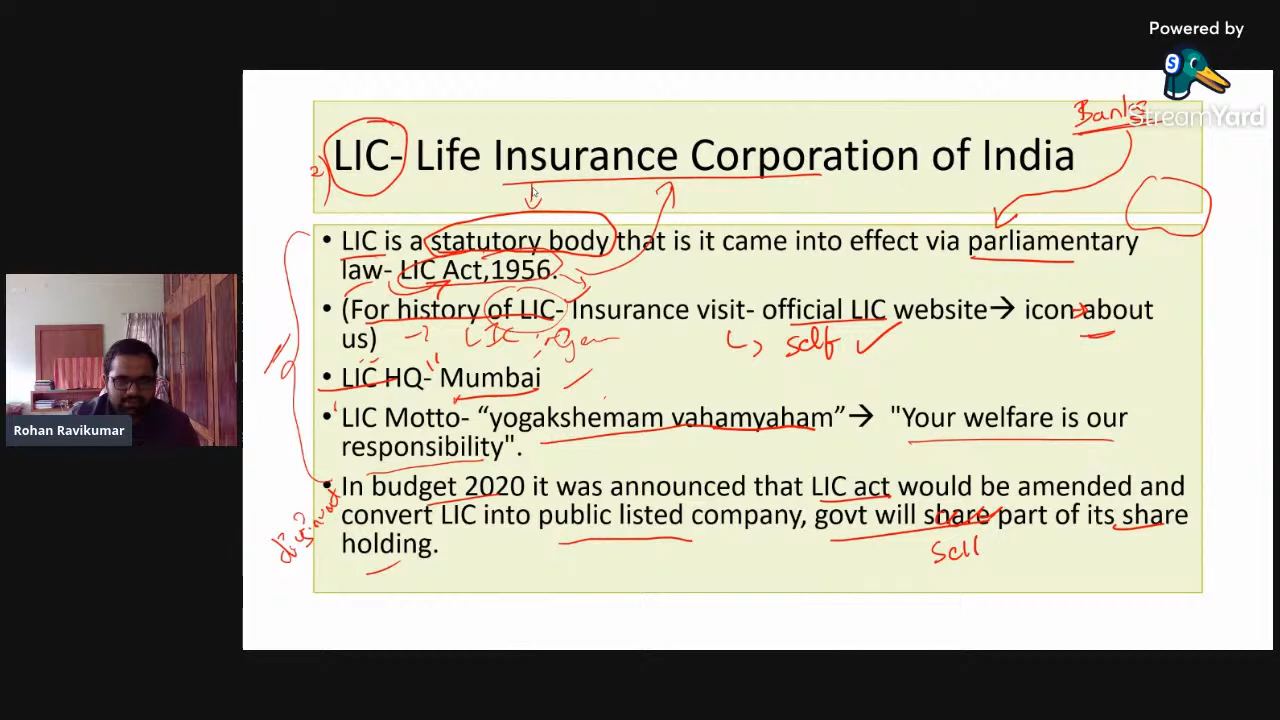 Powered by
StreamYard
Banks
2) LIC- Life Insurance Corporation of India
• LIC is a statutory body that is it came into effect via parliamentary
law- LIC Act,1956.
• (For history of LIC- Insurance visit- official LIC website→ icon→about
us)
LIC
self ✓
• LIC HQ- Mumbai
• LIC Motto- “yogakshemam vahamyaham”→ "Your welfare is our
responsibility".
• In budget 2020 it was announced that LIC act would be amended and
convert LIC into public listed company, govt will share part of its share
holding.
sell
disinvest
Rohan Ravikumar